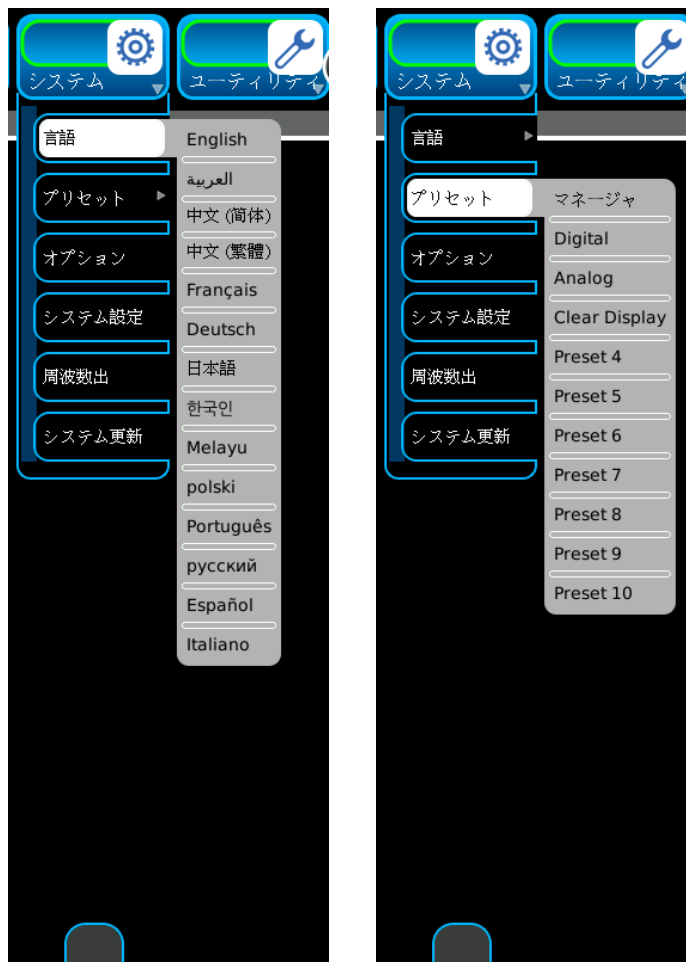 システム
ユーティリティ
言語
プリセット
オプション
システム設定
周波数出
システム更新
English
العربية
中文 (简体)
中文 (繁體)
Français
Deutsch
日本語
한국인
Melayu
polski
Português
русский
Español
Italiano
システム
ユーティリティ
言語
プリセット
オプション
システム設定
周波数出
システム更新
マネージャ
Digital
Analog
Clear Display
Preset 4
Preset 5
Preset 6
Preset 7
Preset 8
Preset 9
Preset 10